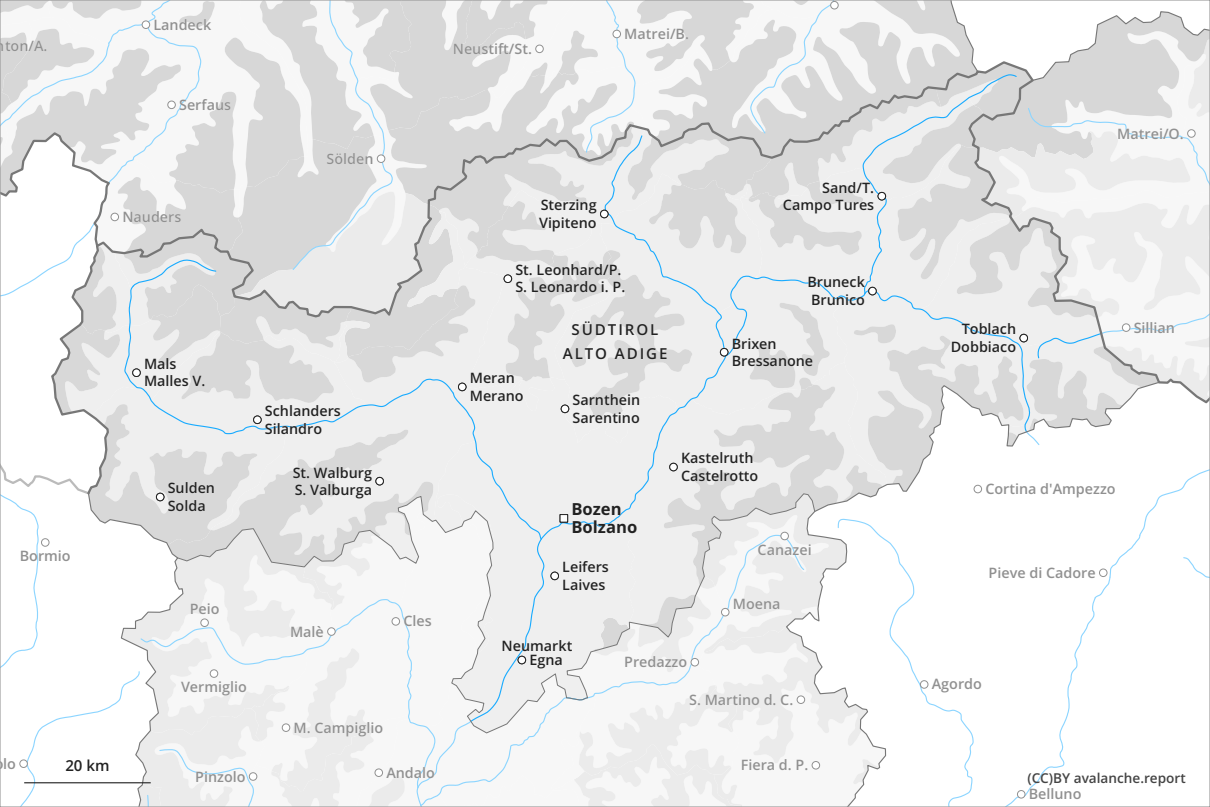 Landeck
nton/A.
Neustift/St.
Matrei/B.
Serfaus
Matrei/O.
Sölden
Nauders
Sand/T.
Campo Tures
Sterzing
Vipiteno
St. Leonhard/P.
S. Leonardo i. P.
Bruneck
Brunico
SÜDTIROL
ALTO ADIGE
Toblach
Dobbiaco
Sillian
Brixen
Bressanone
Mals
Malles V.
Meran
Merano
Sarnthein
Sarentino
Schlanders
Silandro
Kastelruth
Castelrotto
St. Walburg
S. Valburga
Sulden
Solda
Cortina d'Ampezzo
Bozen
Bolzano
Bormio
Canazei
Leifers
Laives
Pieve di Cadore
Peio
Moena
Malè
Cles
Neumarkt
Egna
Predazzo
Vermiglio
Agordo
S. Martino d. C.
M. Campiglio
20 km
Fiera d. P.
olo
Pinzolo
Andalo
(CC)BY avalanche.report
Belluno